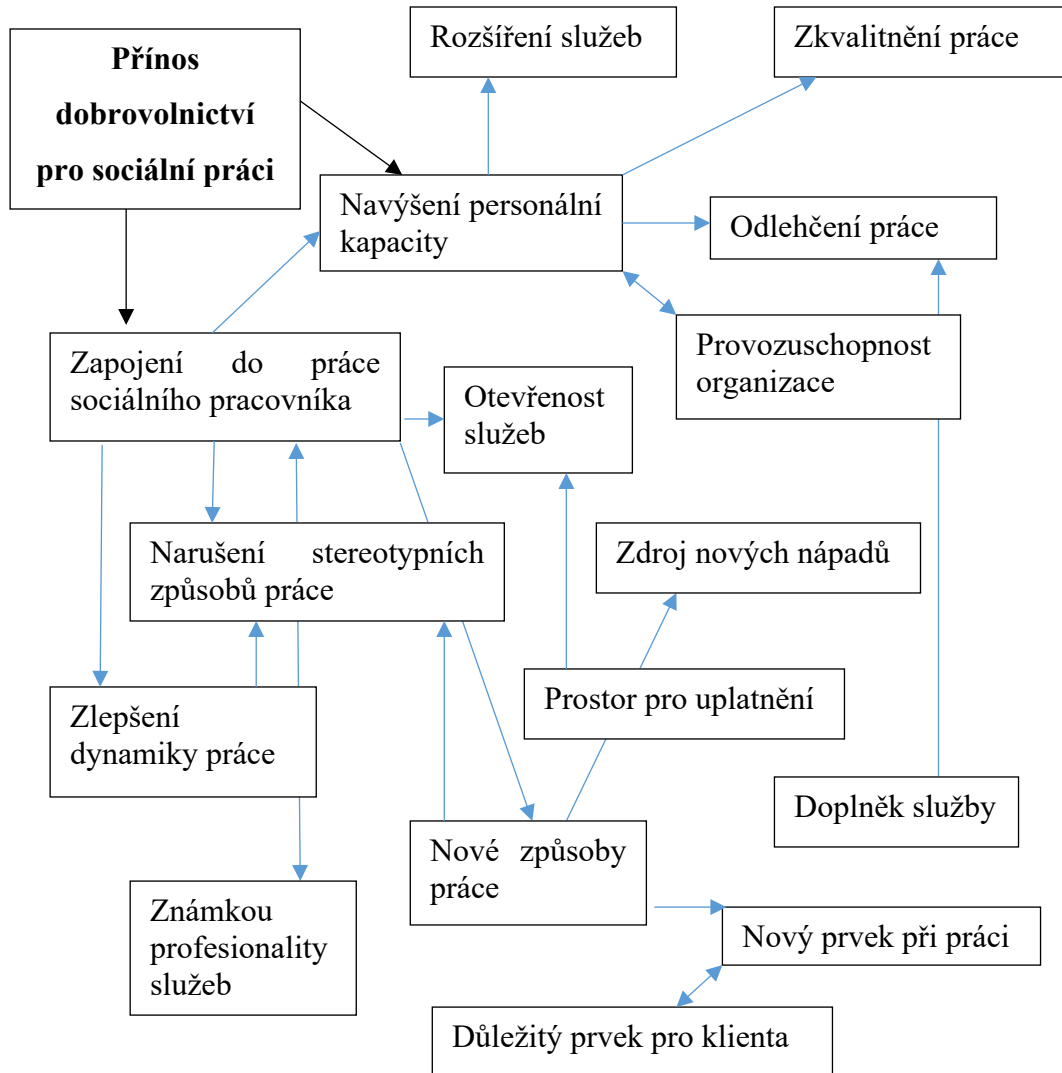 Přínos
dobrovolnictví
pro sociální práci
Rozšíření služeb
Zkvalitnění práce
Navýšení personální
kapacity
Odlehčení práce
Provozuschopnost
organizace
Zapojení do práce
sociálního pracovníka
Otevřenost
služeb
Narušení stereotypních
způsobů práce
Zdroj nových nápadů
Prostor pro uplatnění
Zlepšení
dynamiky práce
Doplněk služby
Nové způsoby
práce
Známkou
profesionality
služeb
Nový prvek při práci
Důležitý prvek pro klienta